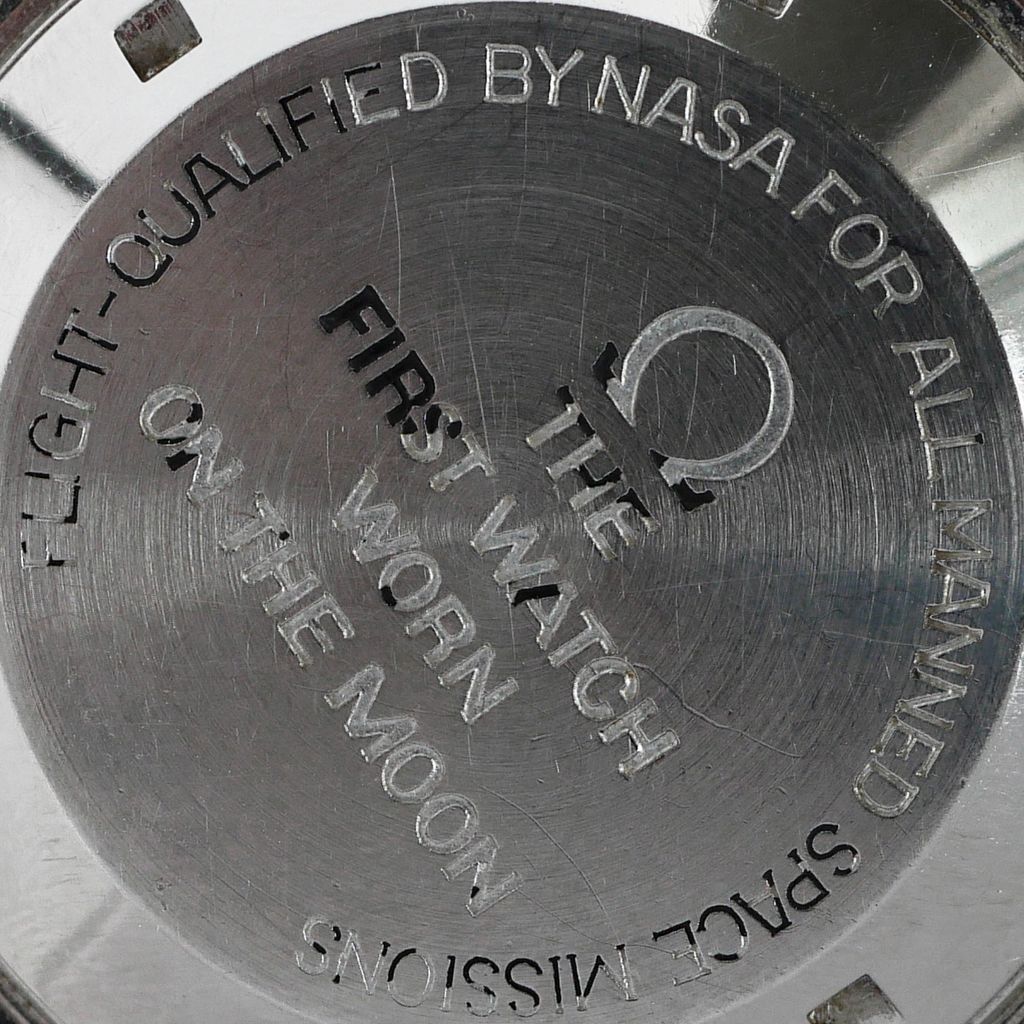 FLIGHT-QUALIFIED BY NASA FOR ALL MANNED SPACE MISSIONS
Ω
THE
FIRST WATCH
WORN
ON THE MOON